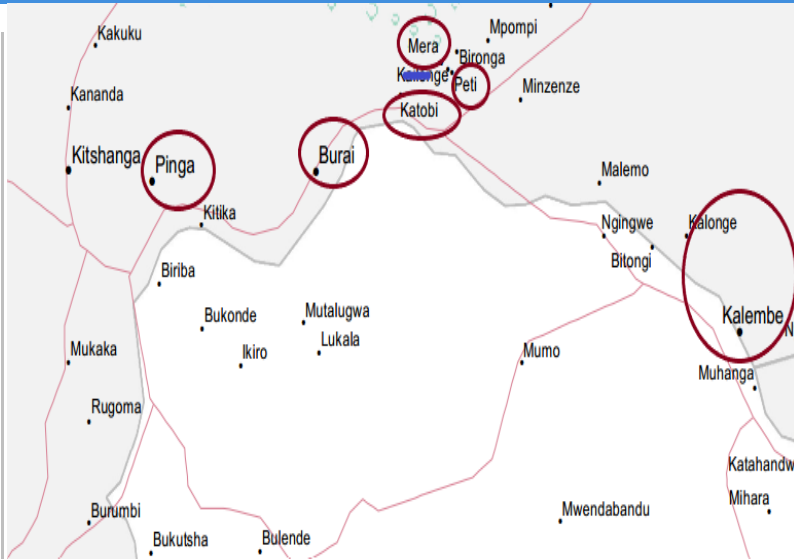 Kakuku
Mpompi
Mera
Bironga
Peti
Kananda
Minzenze
Katobi
Kitshanga
Pinga
Burai
Malemo
Kitika
Ngingwe
Kalonge
Bitongi
Biriba
Bukonde
Mutalugwa
Lukala
Kalembe
N
Ikiro
Mumo
Mukaka
Muhanga
Rugoma
Katahandw
Mihara
Burumbi
Mwendabandu
Bukutsha
Bulende